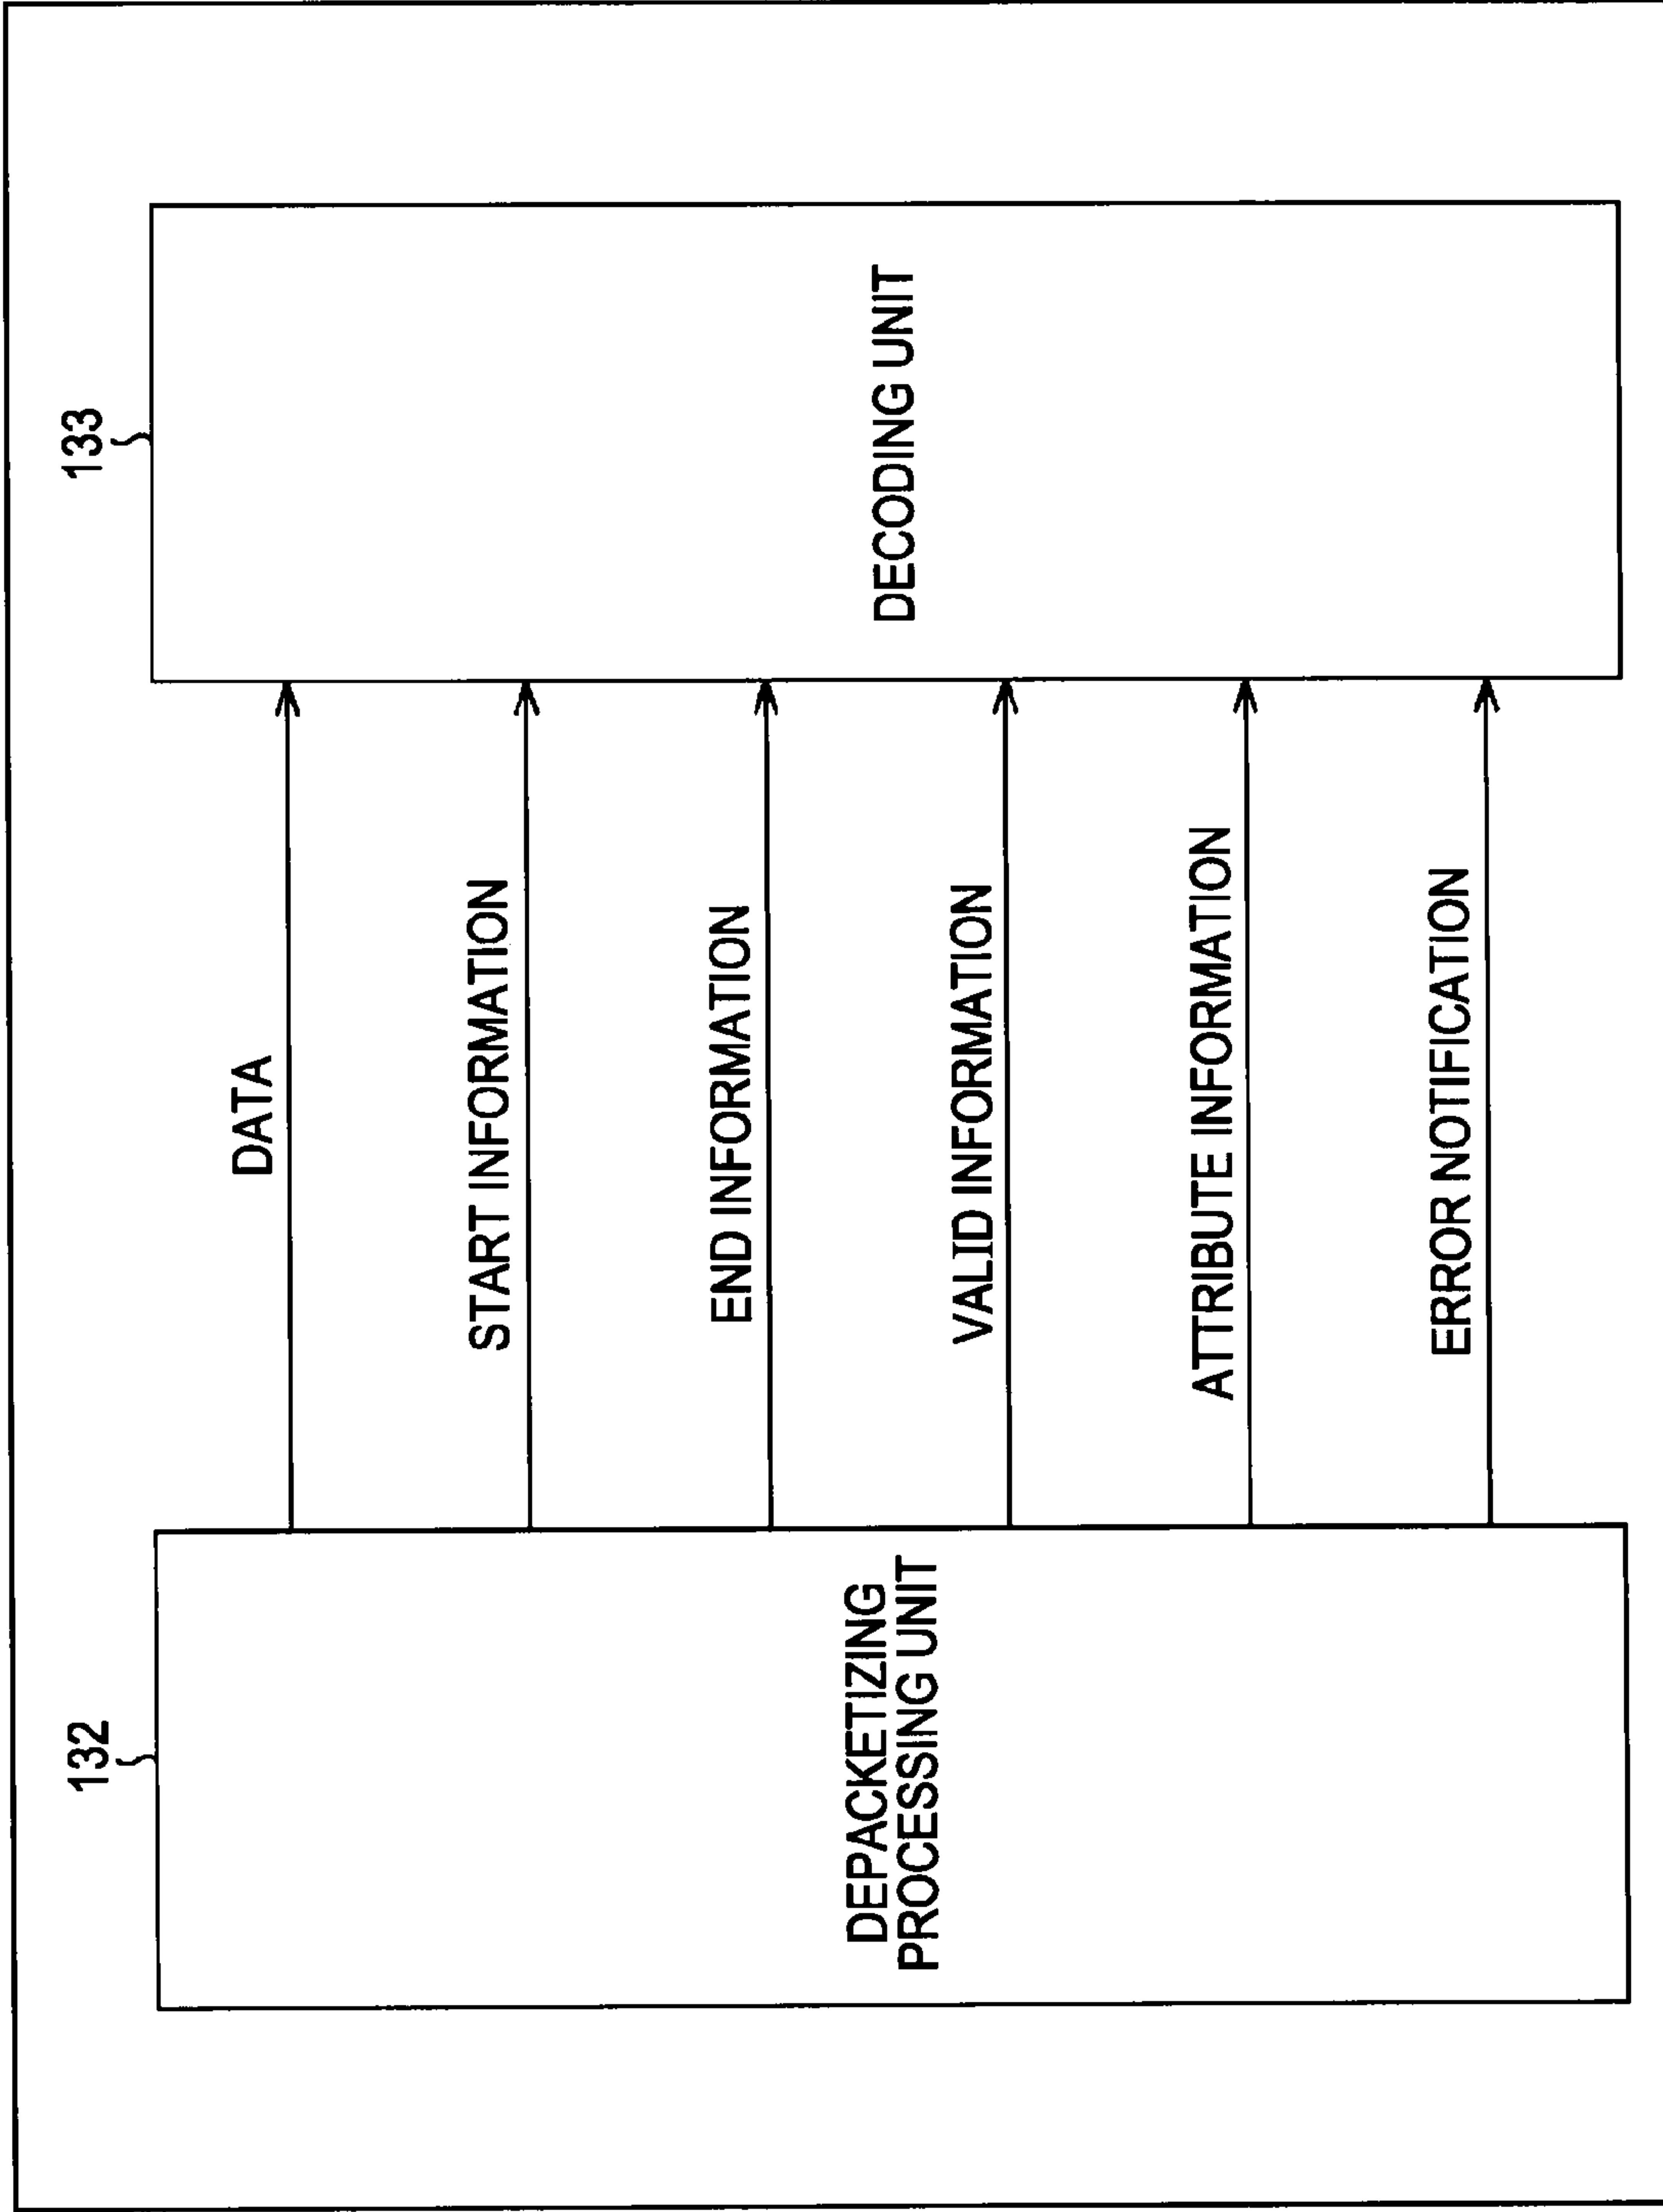 132
133
DEPACKETIZING
PROCESSING UNIT
DATA
START INFORMATION
END INFORMATION
VALID INFORMATION
ATTRIBUTE INFORMATION
ERROR NOTIFICATION
DECODING UNIT